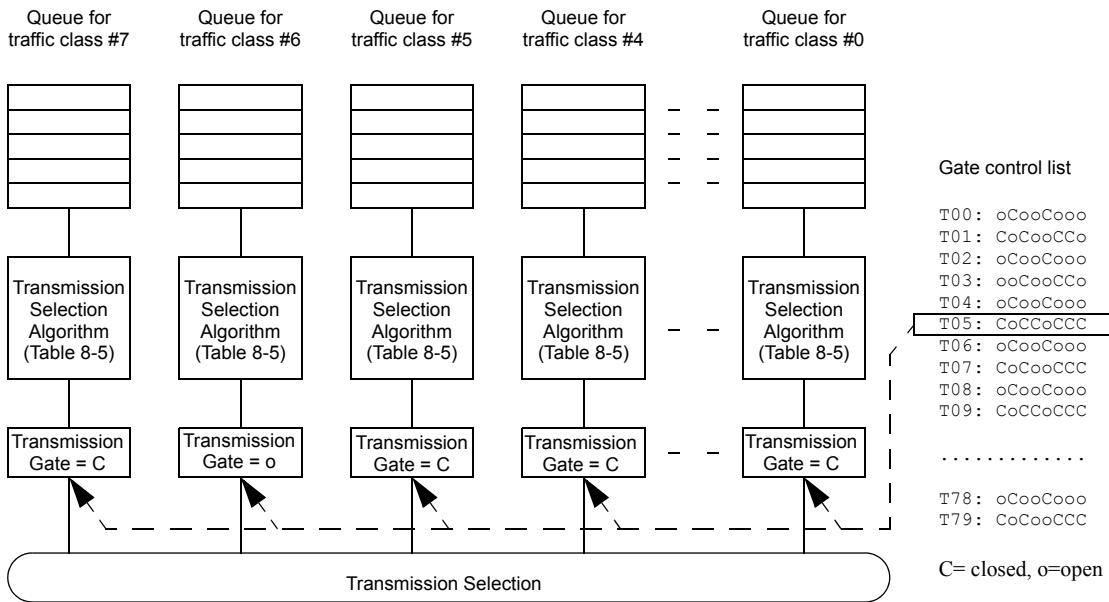 Queue for
traffic class #7
Queue for
traffic class #6
Queue for
traffic class #5
Queue for
traffic class #4
Queue for
traffic class #0
Transmission
Selection
Algorithm
(Table 8-5)
Transmission
Selection
Algorithm
(Table 8-5)
Transmission
Selection
Algorithm
(Table 8-5)
Transmission
Selection
Algorithm
(Table 8-5)
Transmission
Selection
Algorithm
(Table 8-5)
Transmission
Gate = C
Transmission
Gate = o
Transmission
Gate = C
Transmission
Gate = C
Transmission
Gate = C
Transmission Selection
Gate control list
T00: oCooCooo
T01: CoCooCCo
T02: oCooCooo
T03: ooCooCCo
T04: oCooCooo
T05: CoCCoCCC
T06: oCooCooo
T07: CoCooCCC
T08: oCooCooo
T09: CoCCoCCC
.............
T78: oCooCooo
T79: CoCooCCC
C= closed, o=open